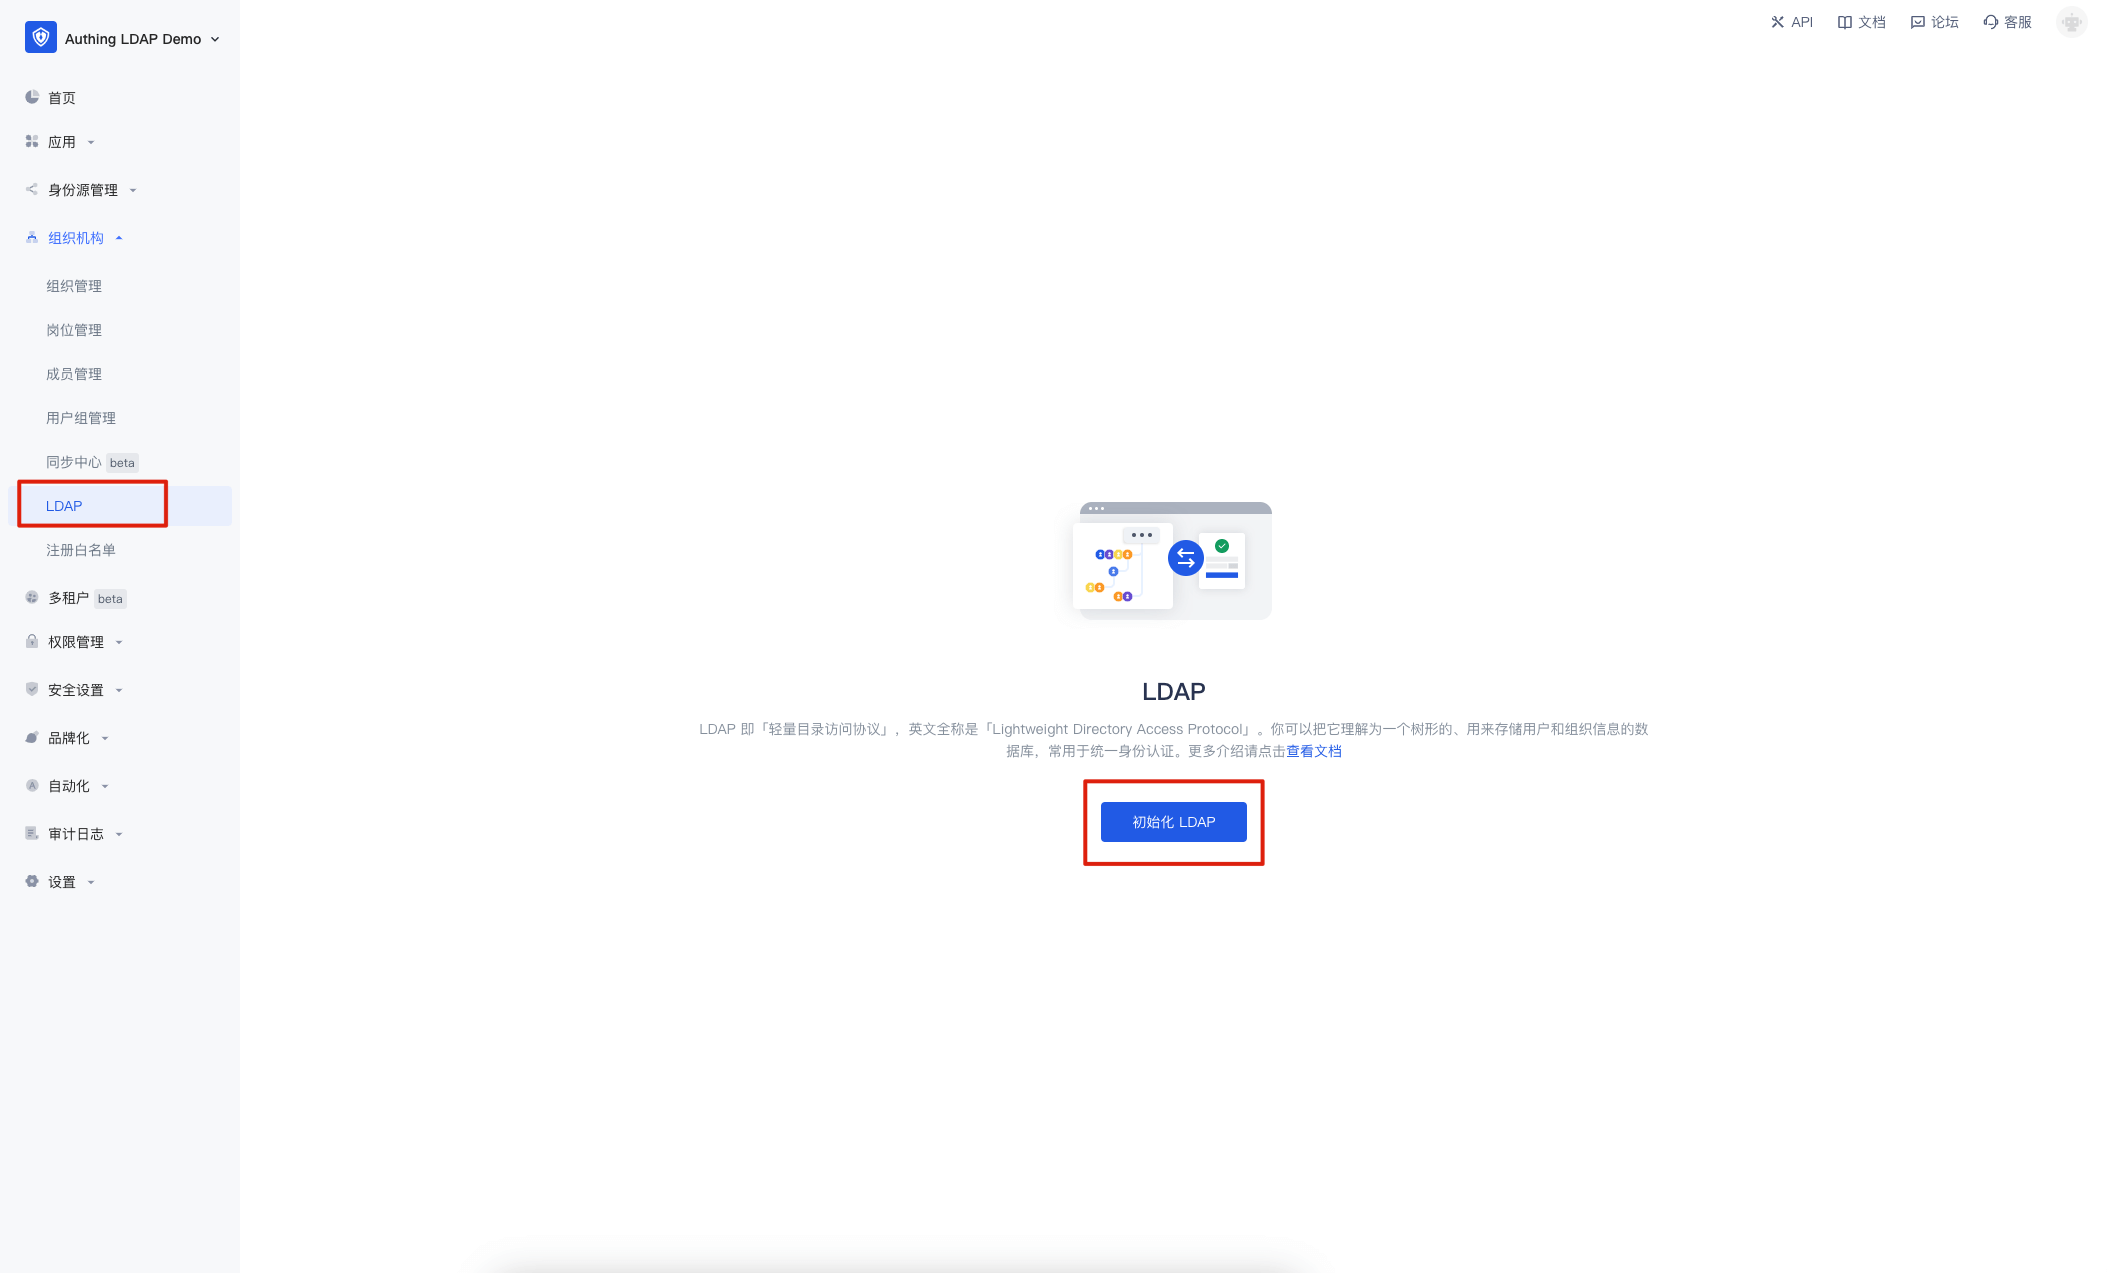 Authing LDAP Demo
API
文档
论坛
客服
首页
应用
身份源管理
组织机构
组织管理
岗位管理
成员管理
用户组管理
同步中心 beta
LDAP
注册白名单
多租户 beta
权限管理
安全设置
品牌化
自动化
审计日志
设置
LDAP
LDAP 即「轻量目录访问协议」，英文全称是「Lightweight Directory Access Protocol」。你可以把它理解为一个树形的、用来存储用户和组织信息的数
据库，常用于统一身份认证。更多介绍请点击查看文档
初始化 LDAP